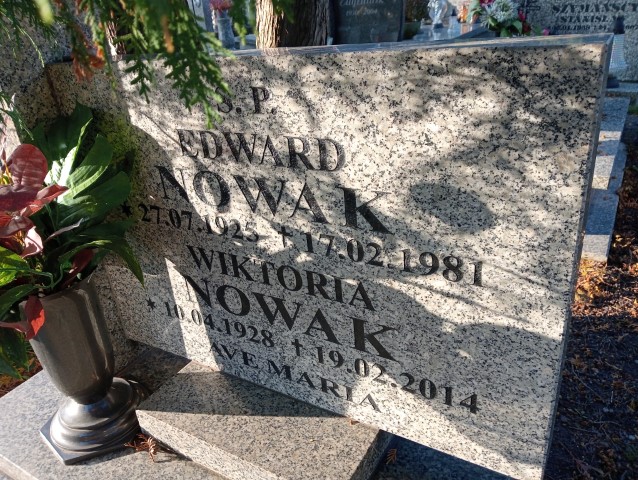 Ś. P.
EDWARD
NOWAK
* 27.07.1923 † 17.02.1981
WIKTORIA
NOWAK
* 10.04.1928 † 19.02.2014
AVE MARIA